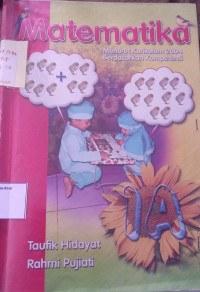 Matematika
Menurut Kurikulum 2004
Berdasarkan Kompetensi
+
1A
Taufik Hidayat
Rahmi Pujiati